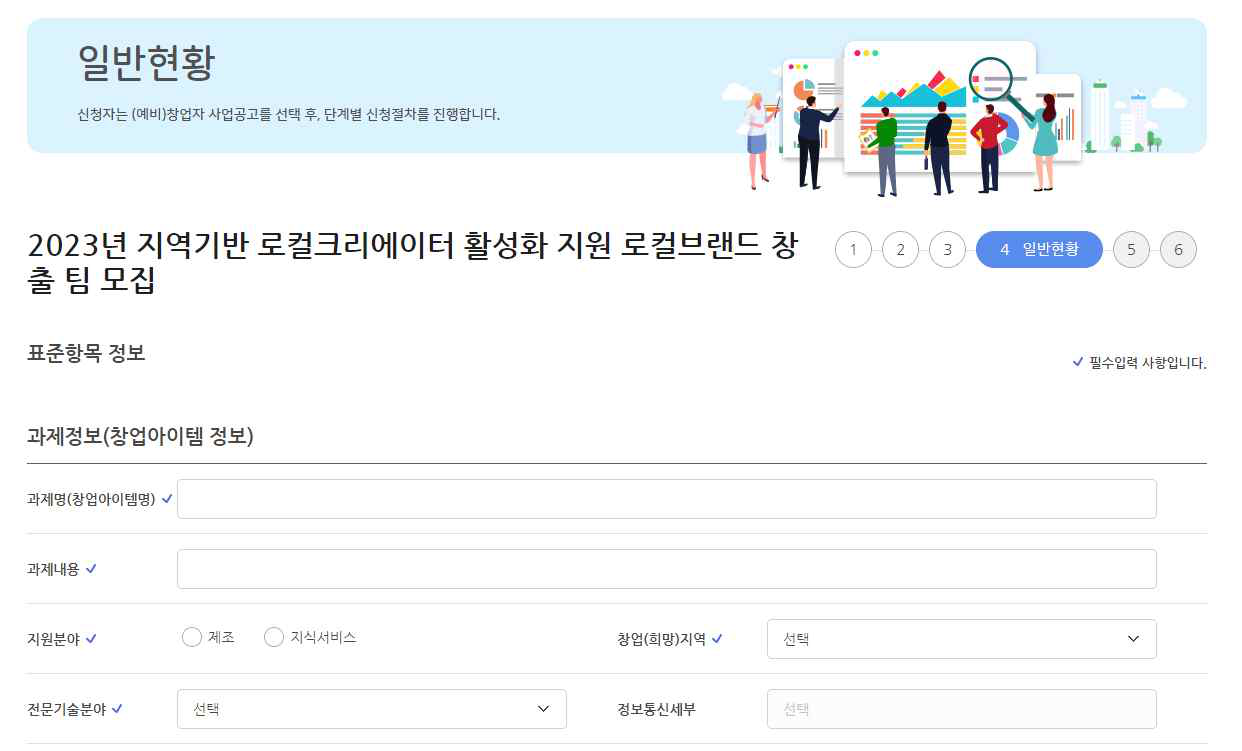 일반현황
신청자는 (예비)창업자 사업공고를 선택 후, 단계별 신청절차를 진행합니다.
2023년 지역기반 로컬크리에이터 활성화 지원 로컬브랜드 창
출 팀 모집
1 2 3 4 일반현황 5 6
표준항목 정보
필수입력 사항입니다.
과제정보(창업아이템 정보)
과제명(창업아이템명)
과제내용
지원분야 제조 지식서비스 창업(희망)지역 선택
전문기술분야 선택 정보통신세부 선택